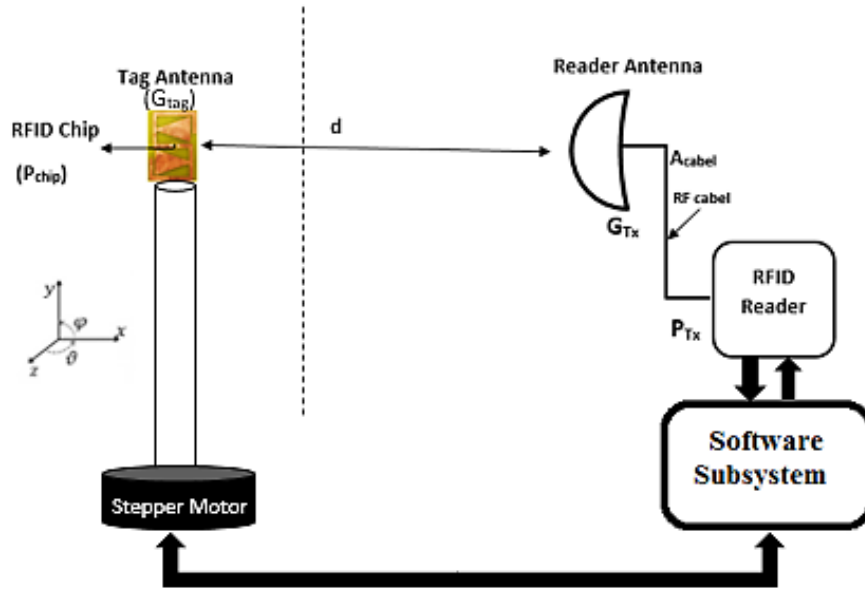 Tag Antenna
(Gtag)
RFID Chip
(Pchip)
d
Reader Antenna
Acabel
RF cabel
GTx
RFID
Reader
PTx
y
φ
x
z
ϑ
Software
Subsystem
Stepper Motor